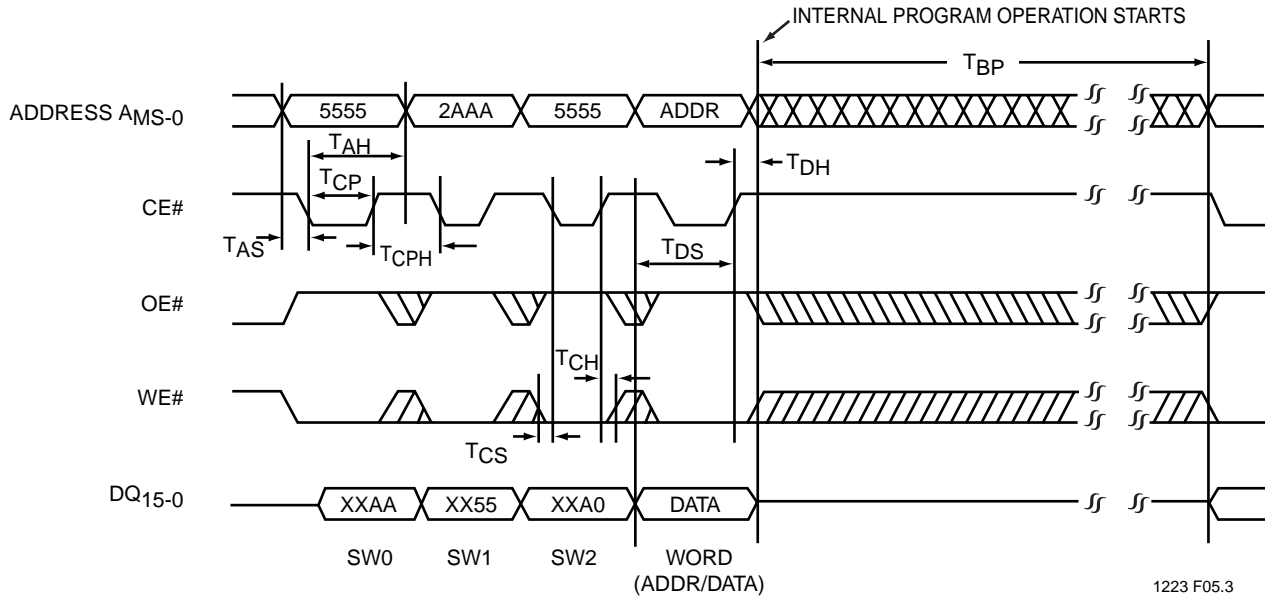 INTERNAL PROGRAM OPERATION STARTS
TBP
ADDRESS AMS-0
5555
2AAA
5555
ADDR
TAH
TDH
TCP
CE#
TAS
TCPH
TDS
OE#
TCH
WE#
TCS
DQ15-0
XXAA
XX55
XXA0
DATA
SW0
SW1
SW2
WORD
(ADDR/DATA)
1223 F05.3